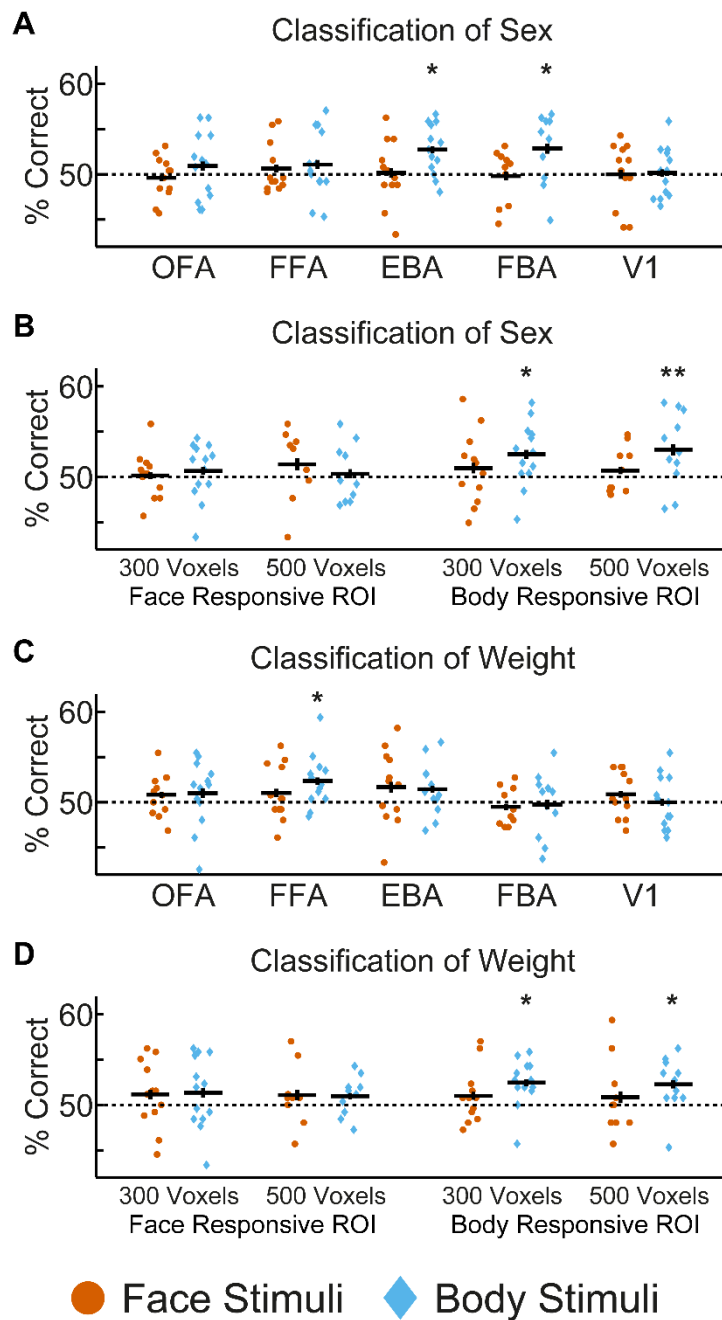 A
Classification of Sex
% Correct
60
* *
50
OFA FFA EBA FBA V1
B
Classification of Sex
% Correct
60
* **
50
300 Voxels 500 Voxels 300 Voxels 500 Voxels
Face Responsive ROI Body Responsive ROI
C
Classification of Weight
% Correct
60
*
50
OFA FFA EBA FBA V1
D
Classification of Weight
% Correct
60
* *
50
300 Voxels 500 Voxels 300 Voxels 500 Voxels
Face Responsive ROI Body Responsive ROI
Face Stimuli Body Stimuli